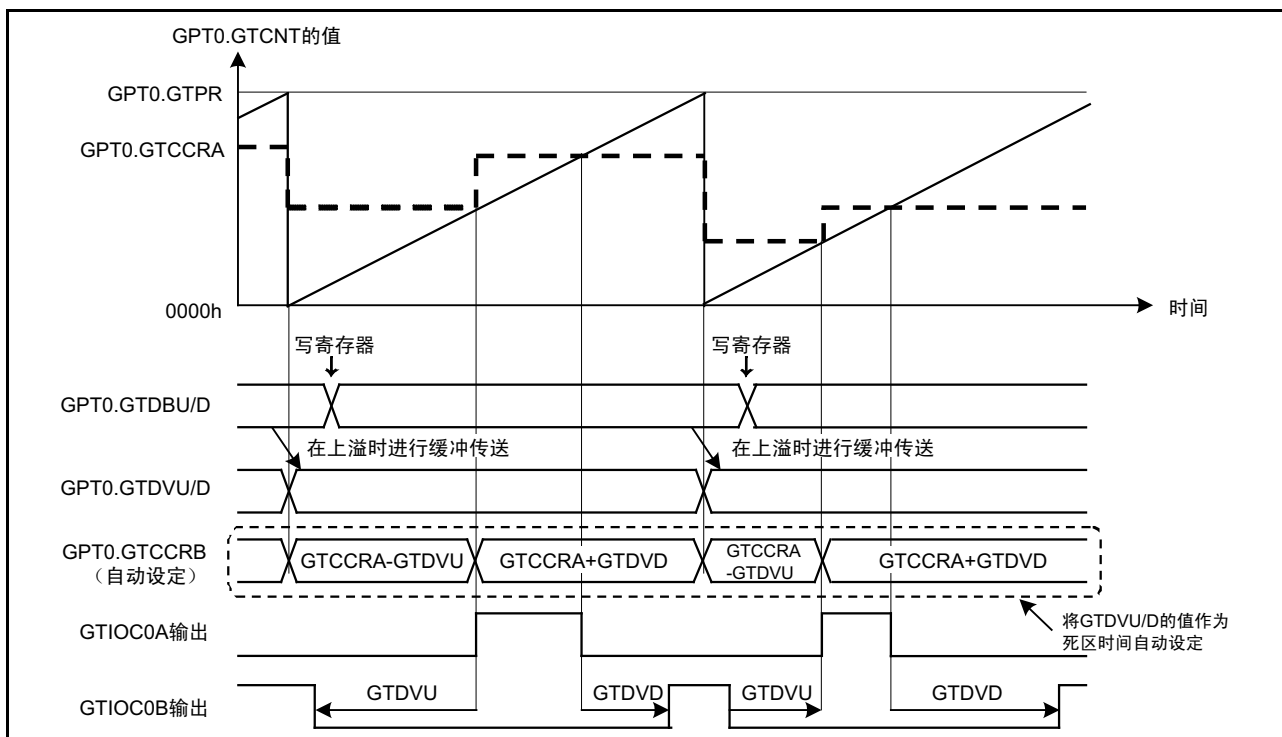 GPT0.GTCNT的值
GPT0.GTPR
GPT0.GTCCRA
0000h
时间
写寄存器
写寄存器
GPT0.GTDBU/D
在上溢时进行缓冲传送
在上溢时进行缓冲传送
GPT0.GTDVU/D
GPT0.GTCCRB
（自动设定）
GTCCRA-GTDVU
GTCCRA+GTDVD
GTCCRA
-GTDVU
GTCCRA+GTDVD
GTIOC0A输出
将GTDVU/D的值作为
死区时间自动设定
GTIOC0B输出
GTDVU
GTDVD
GTDVU
GTDVD